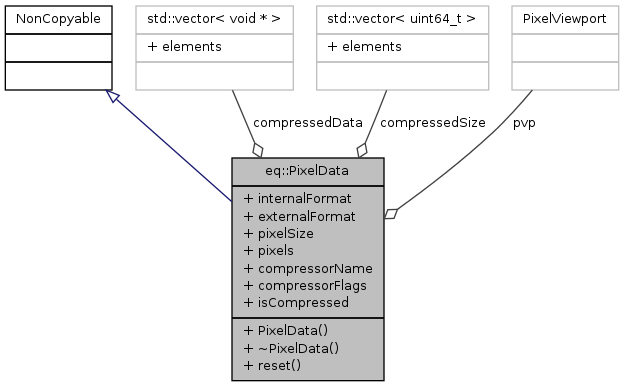 NonCopyable
std::vector< void * >
+ elements
std::vector< uint64_t >
+ elements
PixelViewport
compressedData
compressedSize
pvp
eq::PixelData
+ internalFormat
+ externalFormat
+ pixelSize
+ pixels
+ compressorName
+ compressorFlags
+ isCompressed
+ PixelData()
+ ~PixelData()
+ reset()